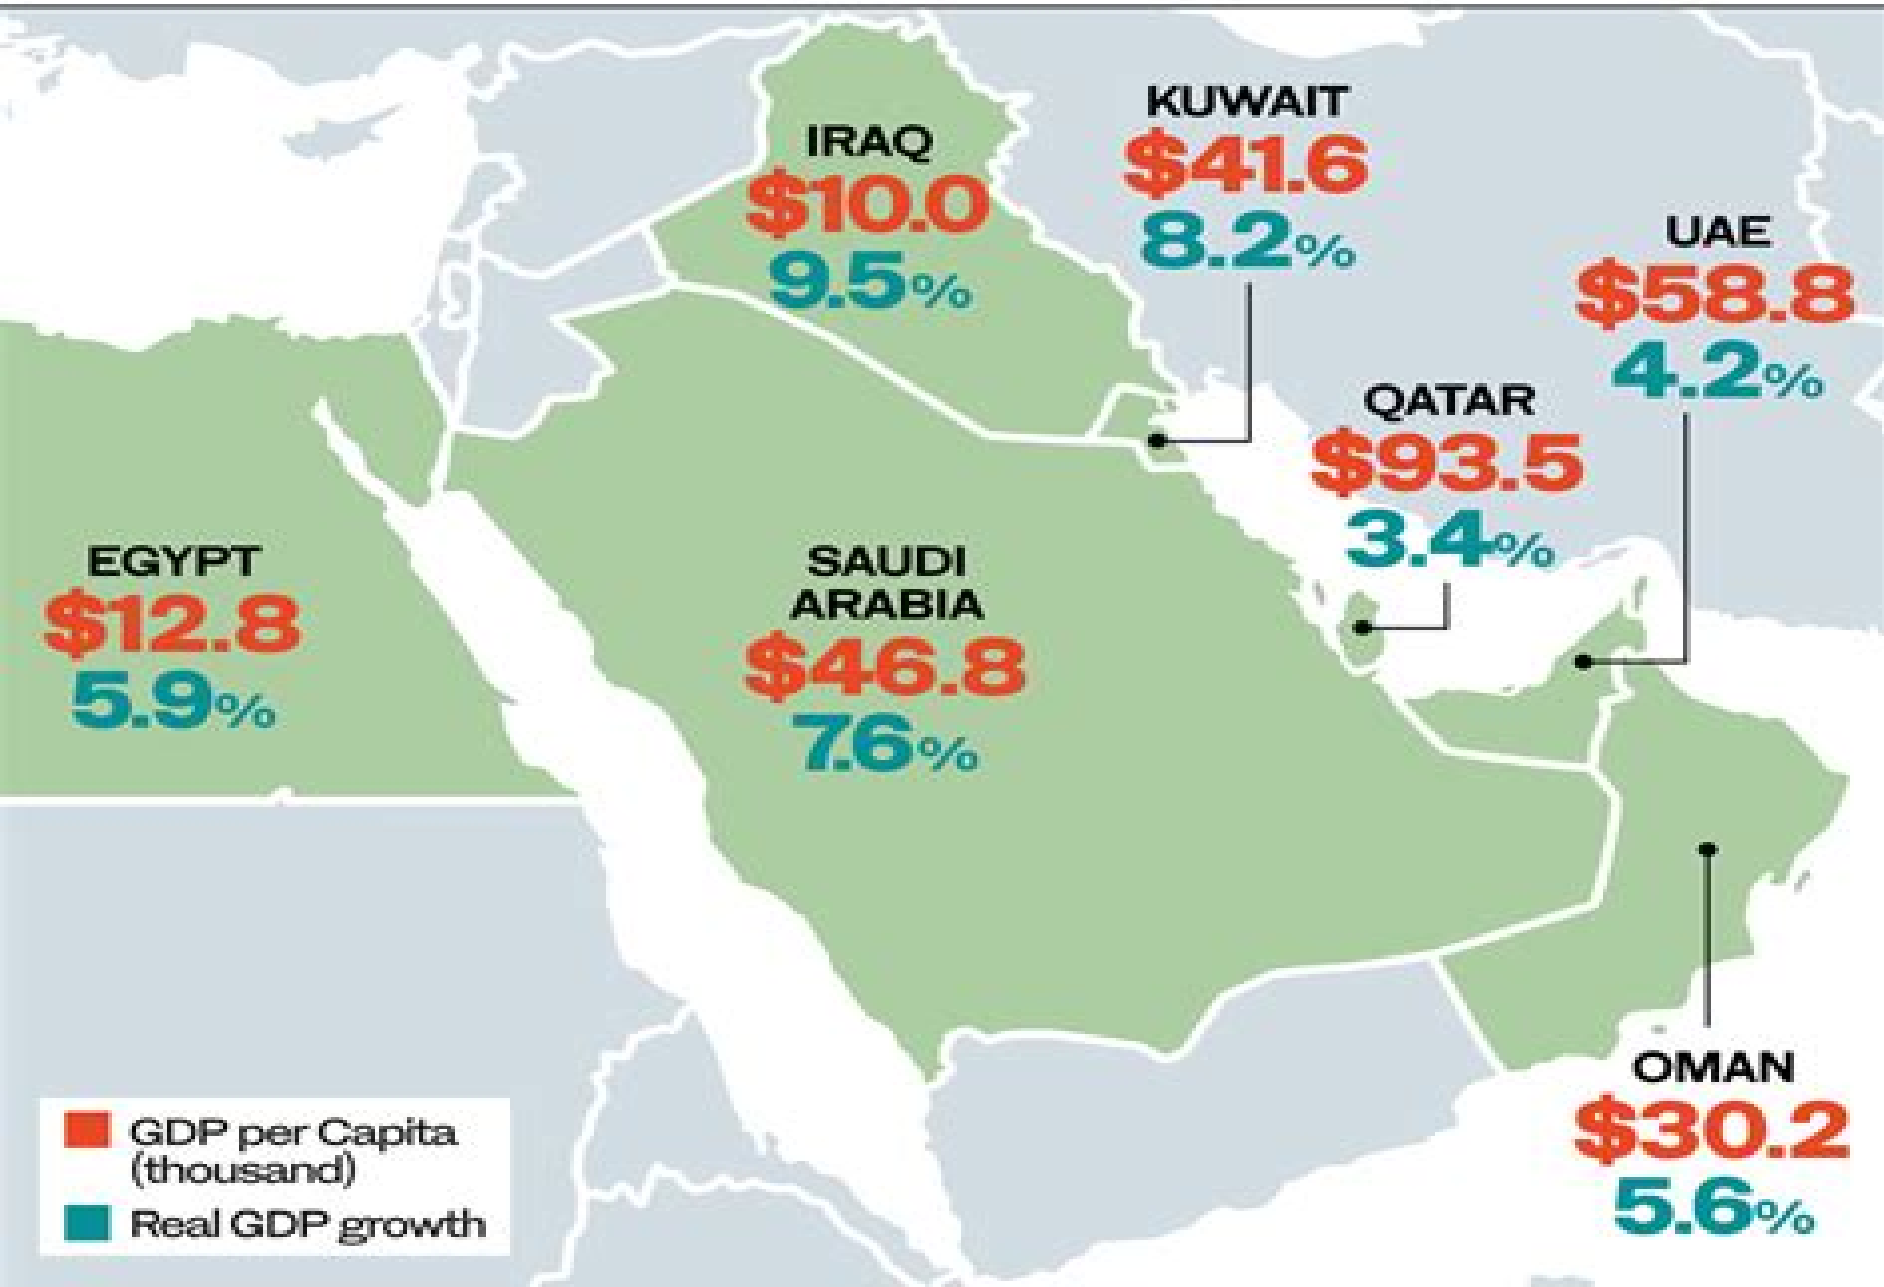 IRAQ
$10.0
9.5%
KUWAIT
$41.6
8.2%
UAE
$58.8
4.2%
QATAR
$93.5
3.4%
EGYPT
$12.8
5.9%
SAUDI
ARABIA
$46.8
7.6%
OMAN
$30.2
5.6%
GDP per Capita
(thousand)
Real GDP growth